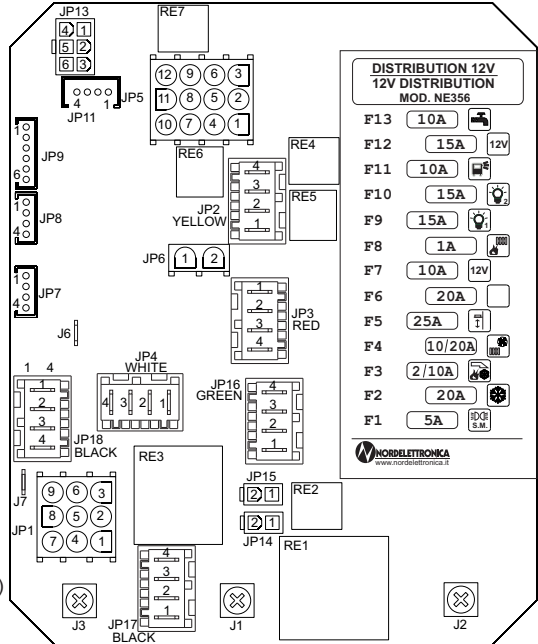 JP13
RE7
4 1
5 2
6 3
4 1
JP11
JP5
12 9 6 3
11 8 5 2
10 7 4 1
1
6
JP9
1
4
JP8
1
4
JP7
RE6
RE4
RE5
JP2
YELLOW
4
3
2
1
JP6
1 2
J6
JP3
RED
1
2
3
4
JP4
WHITE
4 3 2 1
1 4
1
2
3
4
JP18
BLACK
JP16
GREEN
4
3
2
1
J7
JP1
9 6 3
8 5 2
7 4 1
RE3
JP15
2 1
2 1
JP14
RE2
RE1
JP17
BLACK
4
3
2
1
J3
J1
J2
DISTRIBUTION 12V
12V DISTRIBUTION
MOD. NE356
F13 10A
F12 15A 12V
F11 10A
F10 15A 2
F9 15A 1
F8 1A
F7 10A 12V
F6 20A
F5 25A
F4 10/20A
F3 2/10A
F2 20A
F1 5A S.M.
NORDELETTRONICA
www.nordelettronica.it